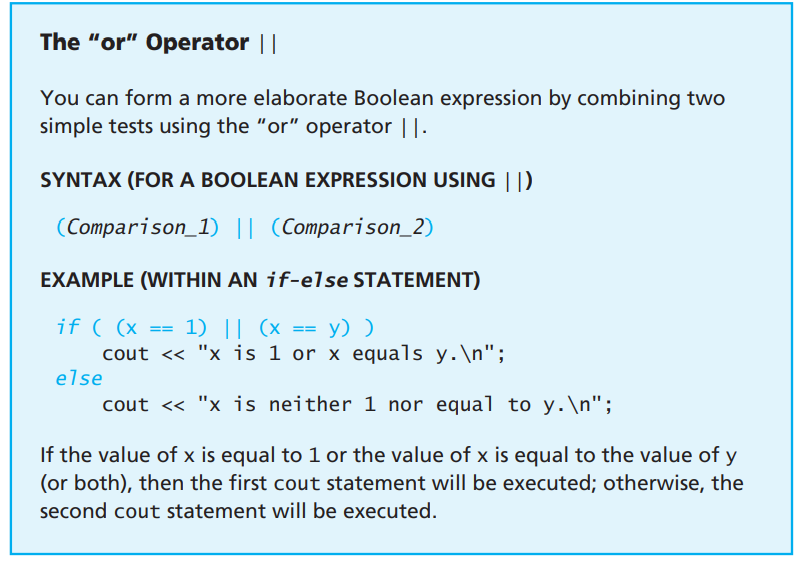 The “or” Operator ||
You can form a more elaborate Boolean expression by combining two
simple tests using the “or” operator ||.
SYNTAX (FOR A BOOLEAN EXPRESSION USING ||)
(Comparison_1) || (Comparison_2)
EXAMPLE (WITHIN AN if-else STATEMENT)
if ( (x == 1) || (x == y) )
    cout << "x is 1 or x equals y.\n";
else
    cout << "x is neither 1 nor equal to y.\n";
If the value of x is equal to 1 or the value of x is equal to the value of y
(or both), then the first cout statement will be executed; otherwise, the
second cout statement will be executed.